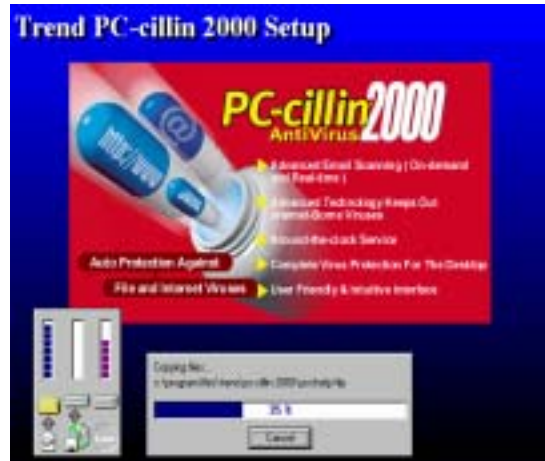 Trend PC-cillin 2000 Setup
PC-cillin 2000
AntiVirus
Advanced Email Scanning ( On-demand
and Real-time )
Advanced Technology Keeps Out
Internet-Borne Viruses
Around-the-clock Service
Auto Protection Against
Complete Virus Protection For The Desktop
File and Internet Viruses
User Friendly & Intuitive Interface
Copying files...
35 %
Cancel